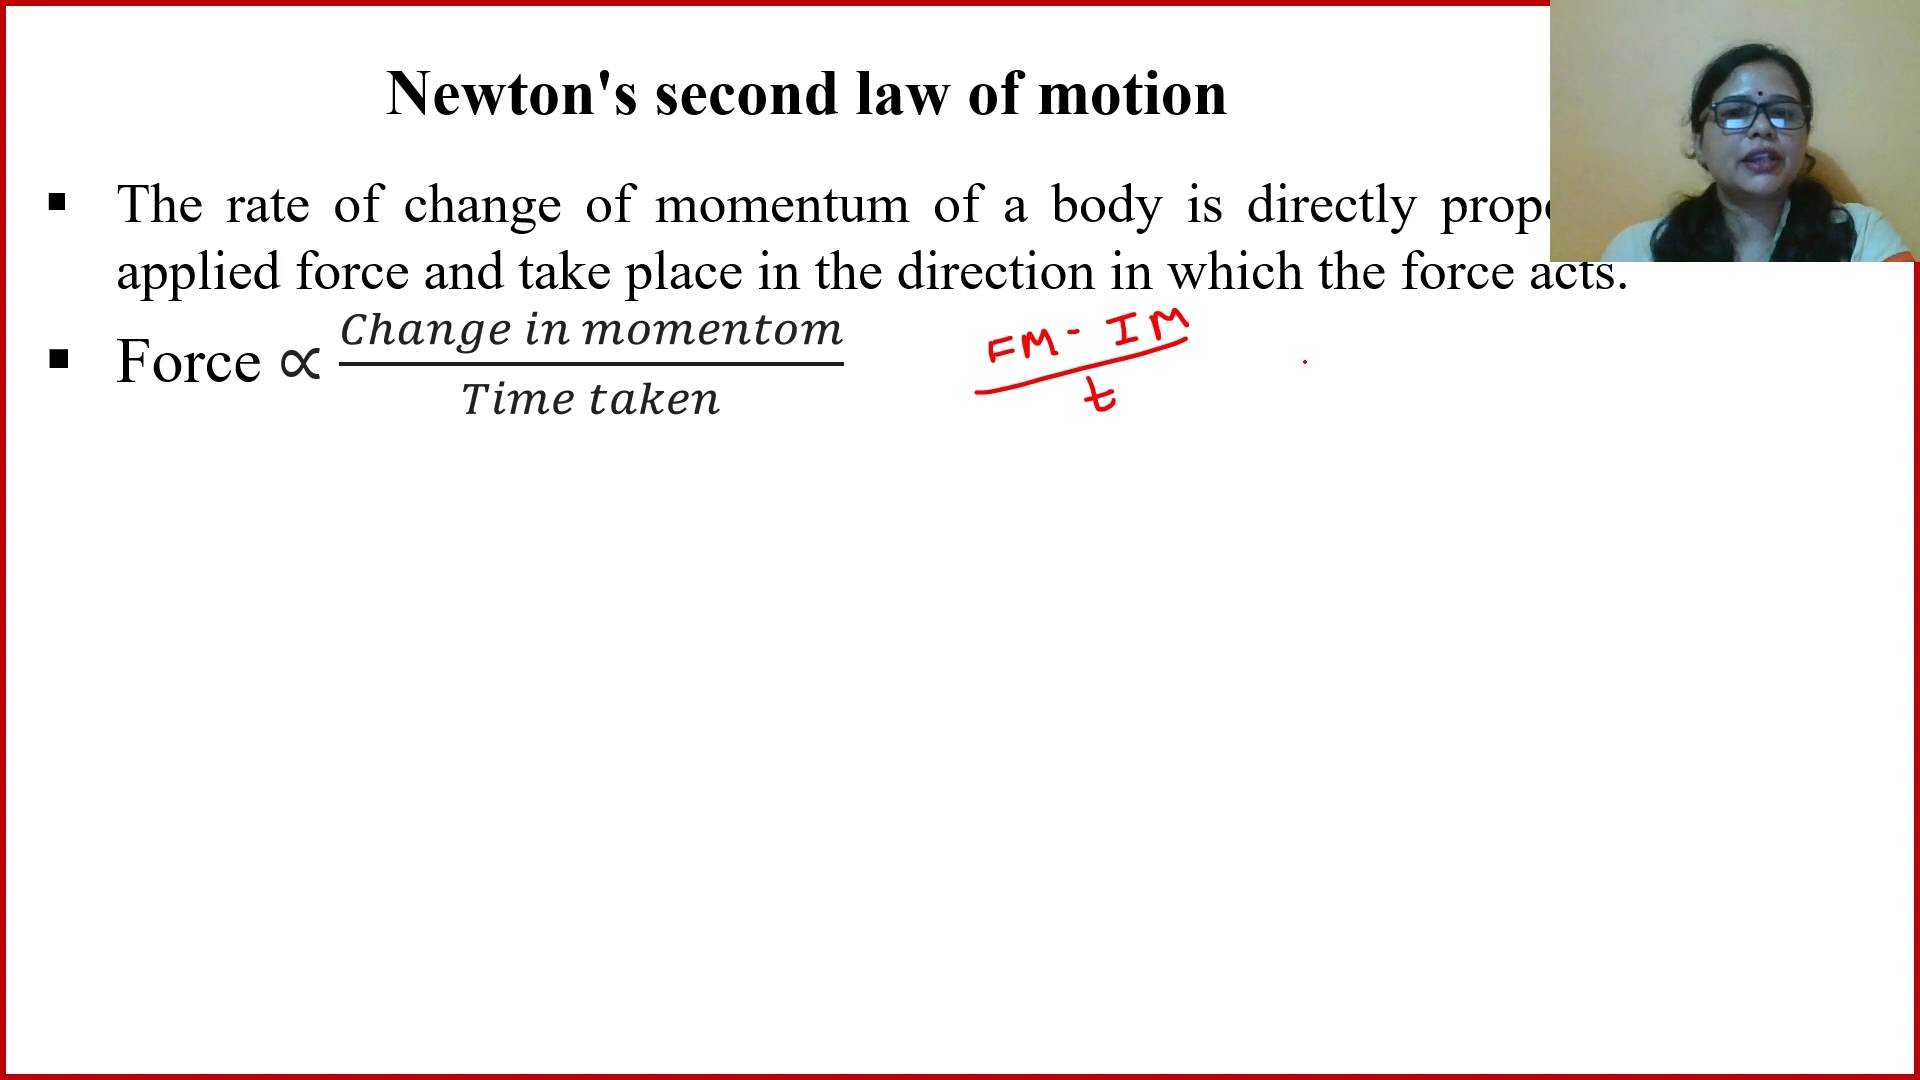 Newton's second law of motion
▪ The rate of change of momentum of a body is directly
applied force and take place in the direction in which the force acts.
▪ Force ∝ Change in momentom
Time taken
FM - IM
t